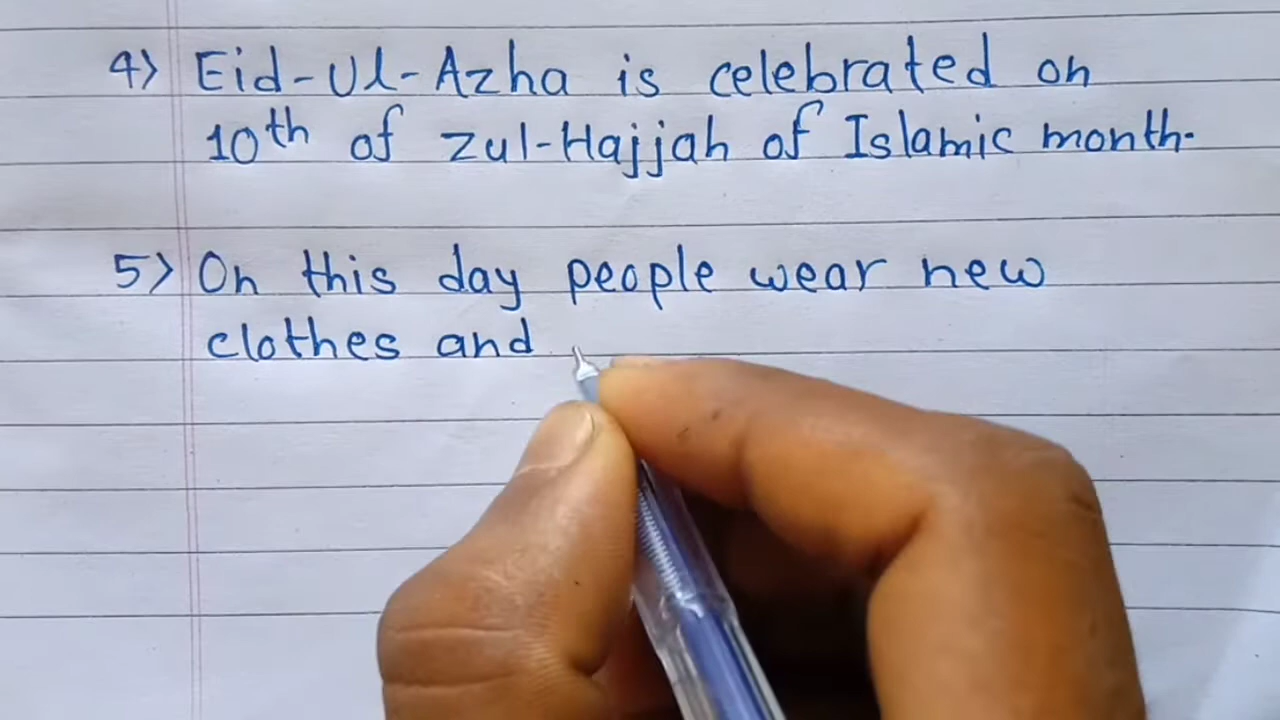 4) Eid-Ul-Azha is celebrated on
10th of Zul-Hajjah of Islamic month.
5) On this day people wear new
clothes and